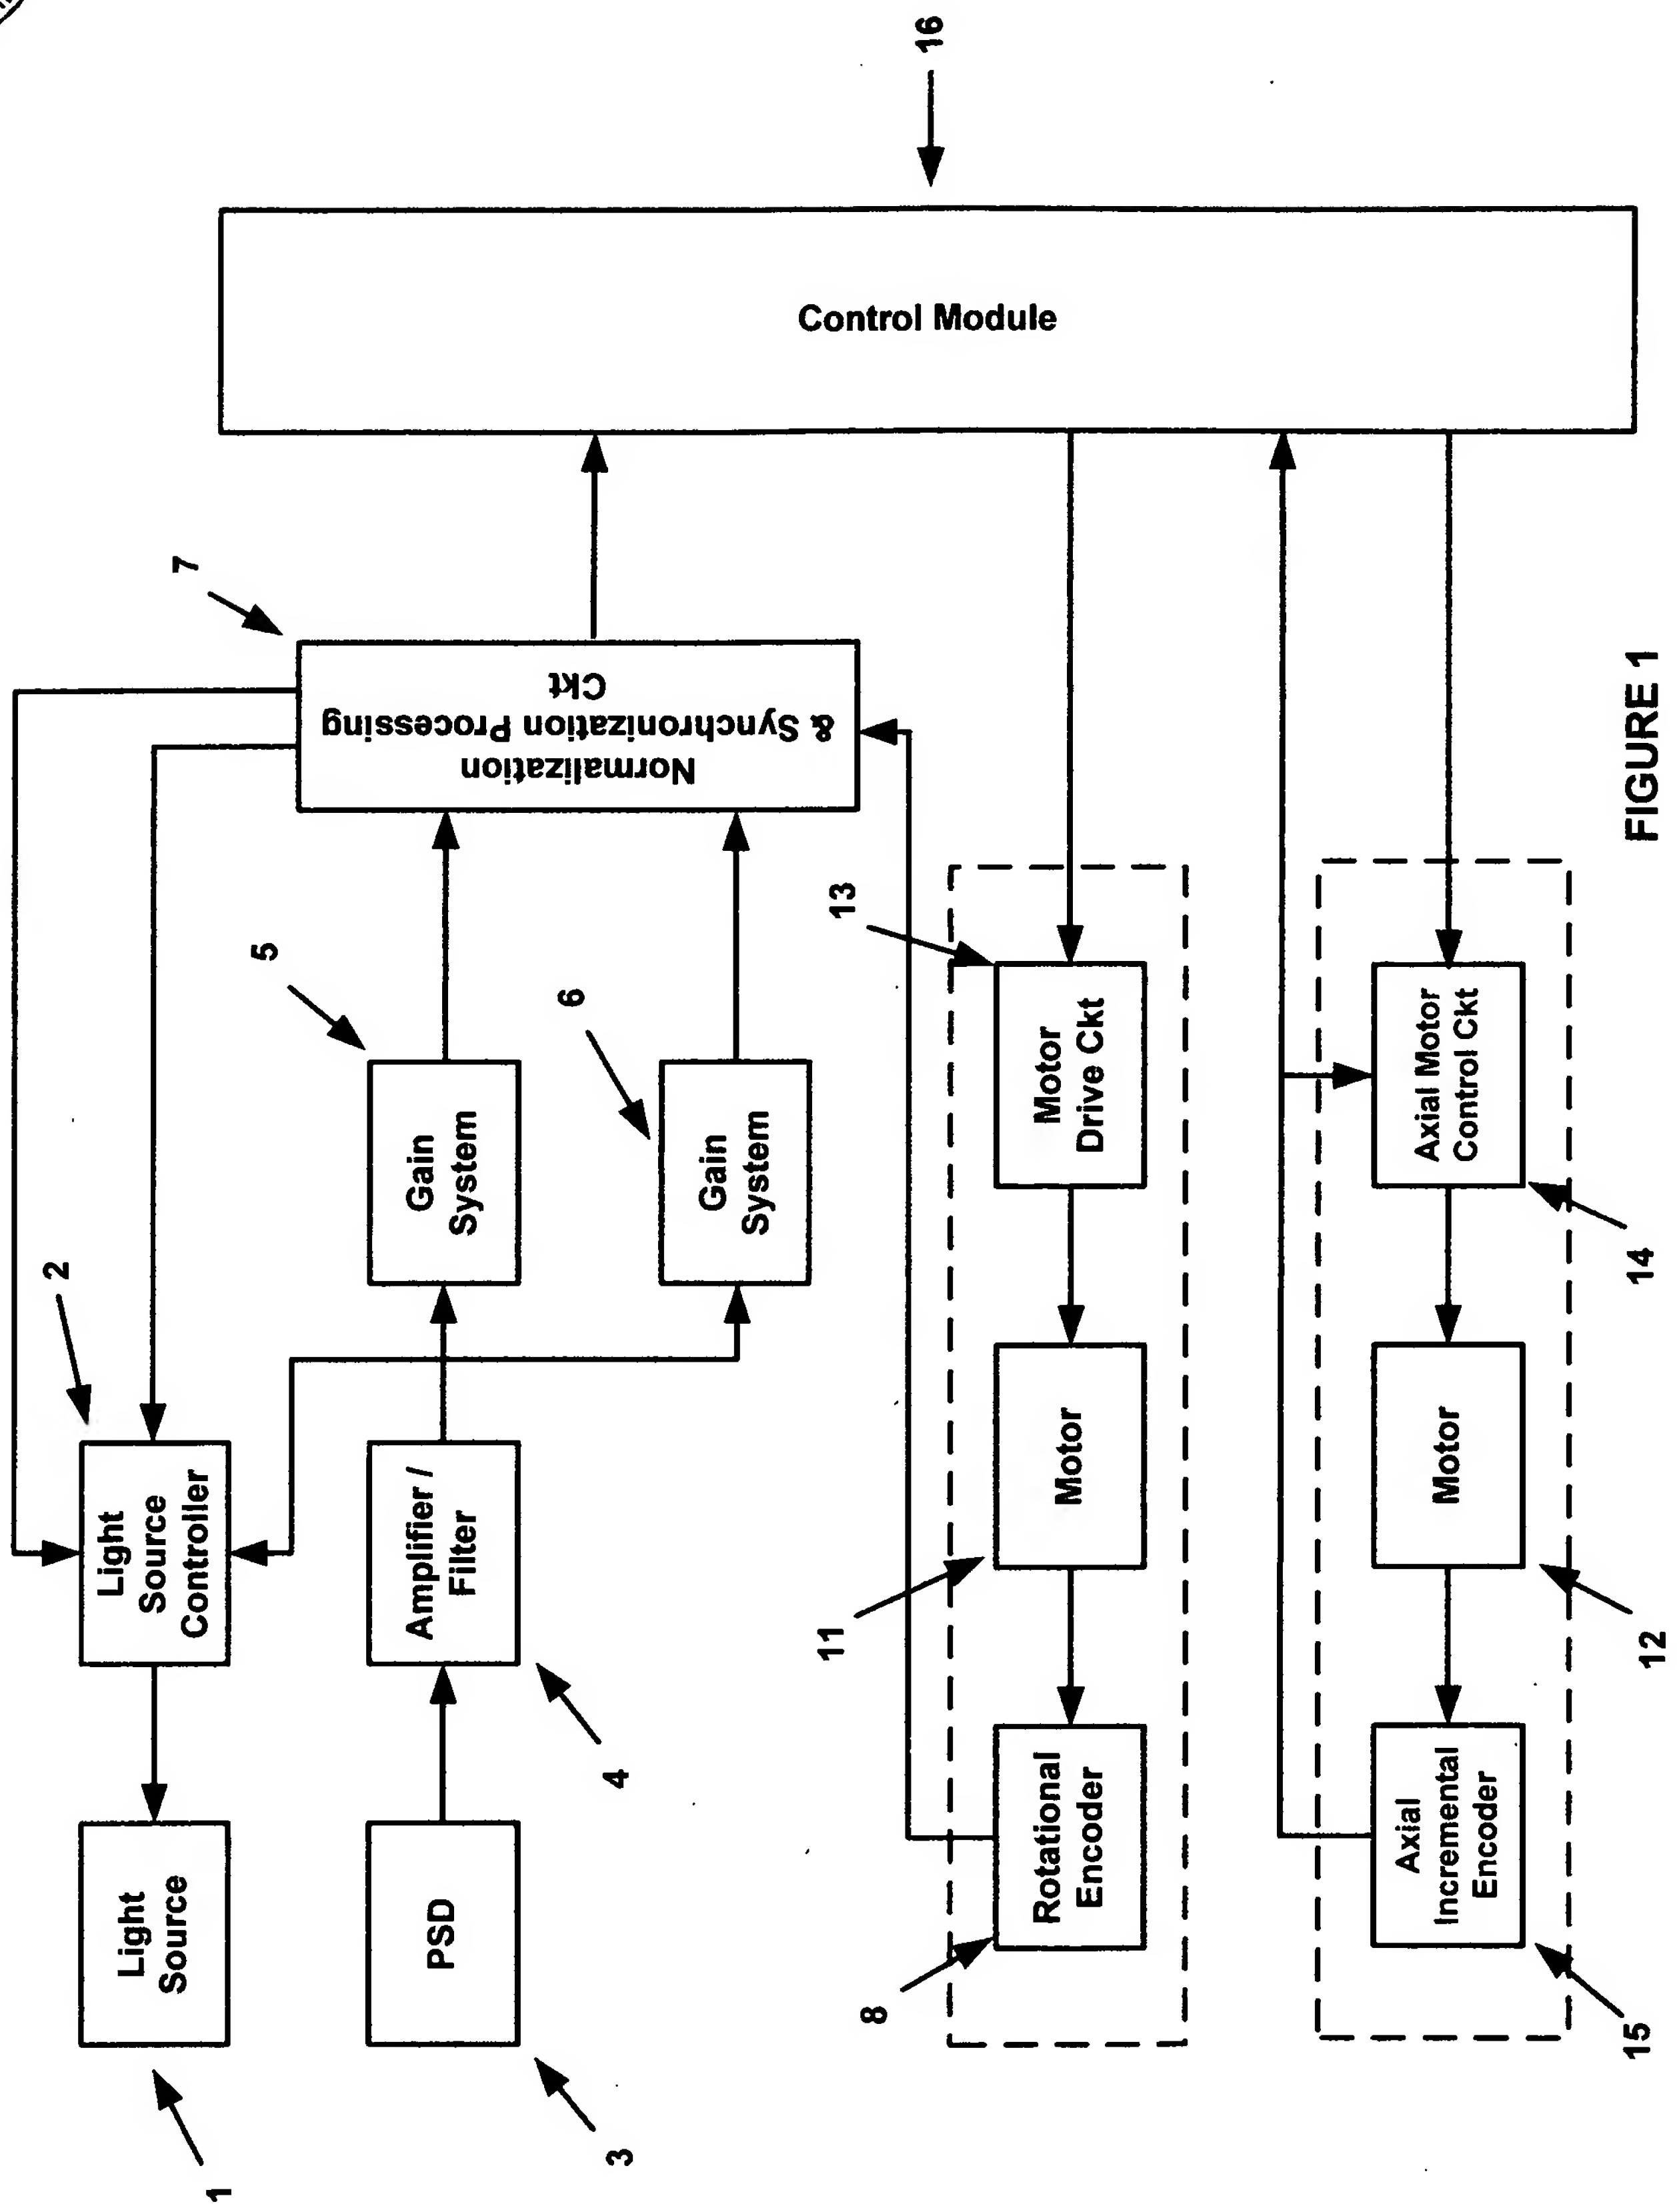 1
Light
Source
2
Light
Source
Controller
3
PSD
4
Amplifier /
Filter
5
Gain
System
6
Gain
System
7
Normalization
& Synchronization Processing
Ckt
8
Rotational
Encoder
11
Motor
13
Motor
Drive Ckt
15
Axial
Incremental
Encoder
12
Motor
14
Axial Motor
Control Ckt
Control Module
16
FIGURE 1